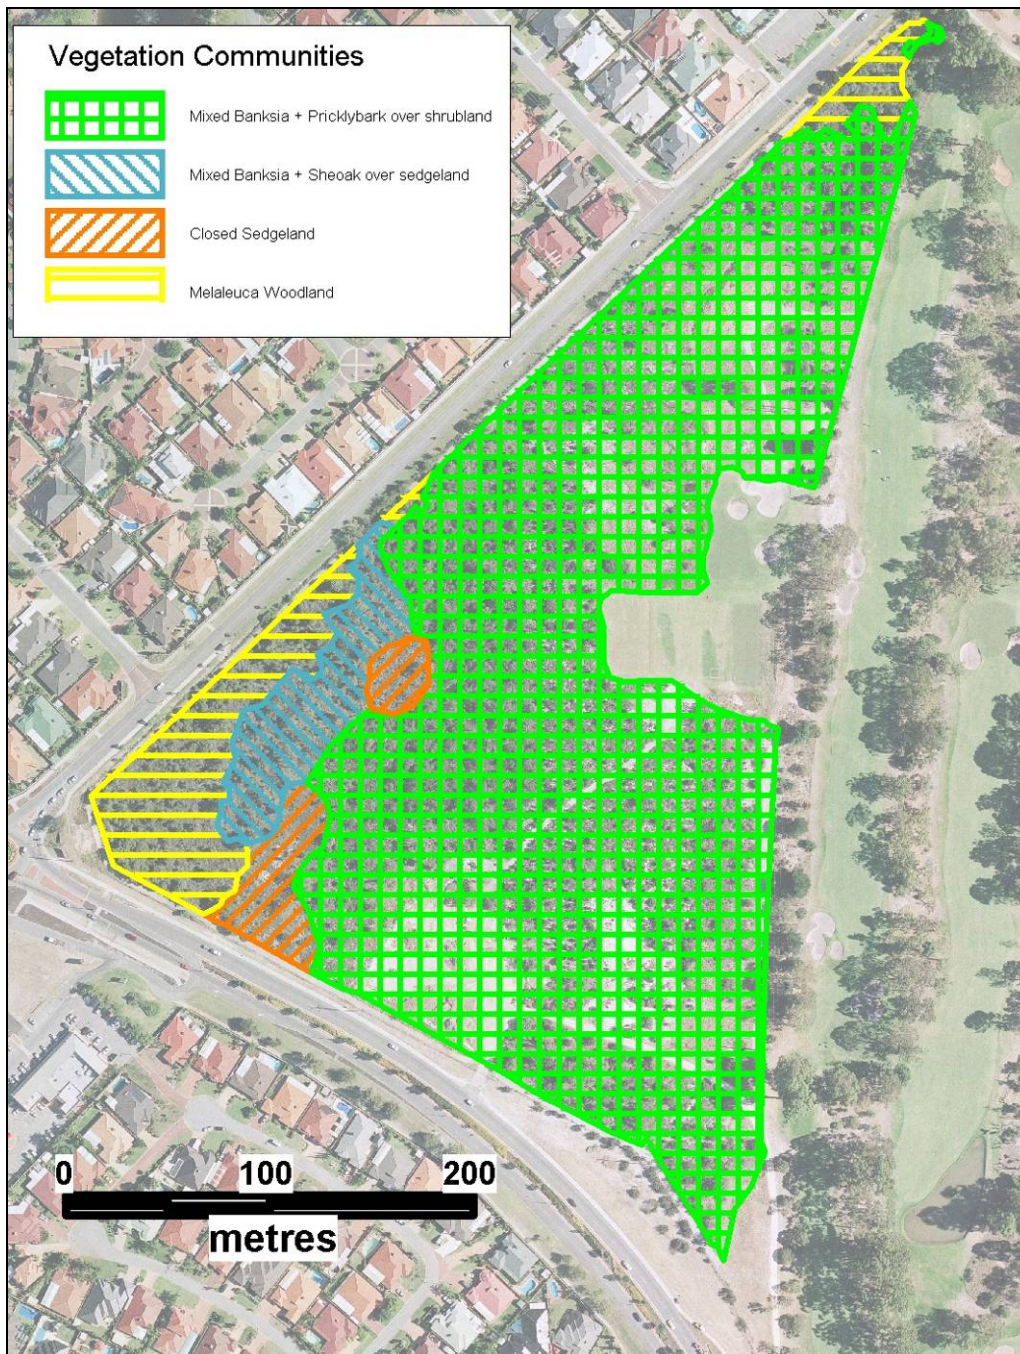 Vegetation Communities
Mixed Banksia + Pricklybark over shrubland
Mixed Banksia + Sheoak over sedgeland
Closed Sedgeland
Melaleuca Woodland
0 100 200
metres